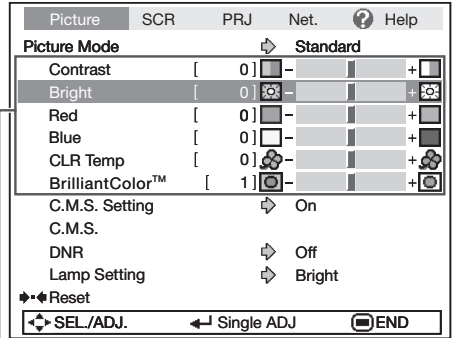 Picture SCR PRJ Net. Help
Picture Mode Standard
Contrast [ 0] - +
Bright [ 0] - +
Red [ 0] - +
Blue [ 0] - +
CLR Temp [ 0] - +
BrilliantColor™ [ 1] - +
C.M.S. Setting On
C.M.S.
DNR Off
Lamp Setting Bright
Reset
SEL./ADJ. Single ADJ END